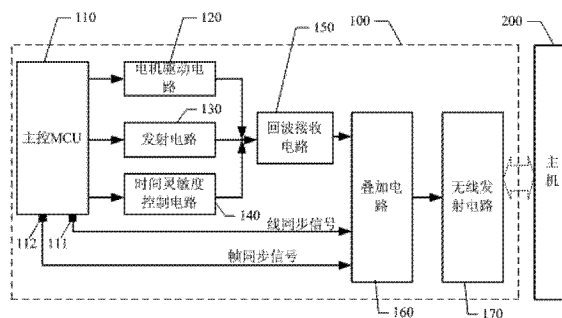 110
120
150
100
200
电机驱动电
路
130
主控MCU
发射电路
回波接收
电路
叠加电
路
无线发
射电路
主
机
时间灵敏度
控制电路
140
112
111
线同步信号
帧同步信号
160
170